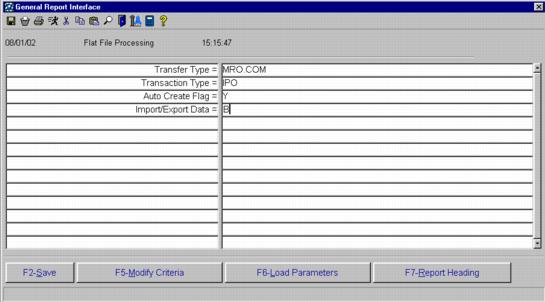 General Report Interface
08/01/02 Flat File Processing 15:15:47
Transfer Type = MRO.COM
Transaction Type = IPO
Auto Create Flag = Y
Import/Export Data = B
F2-Save F5-Modify Criteria F6-Load Parameters F7-Report Heading